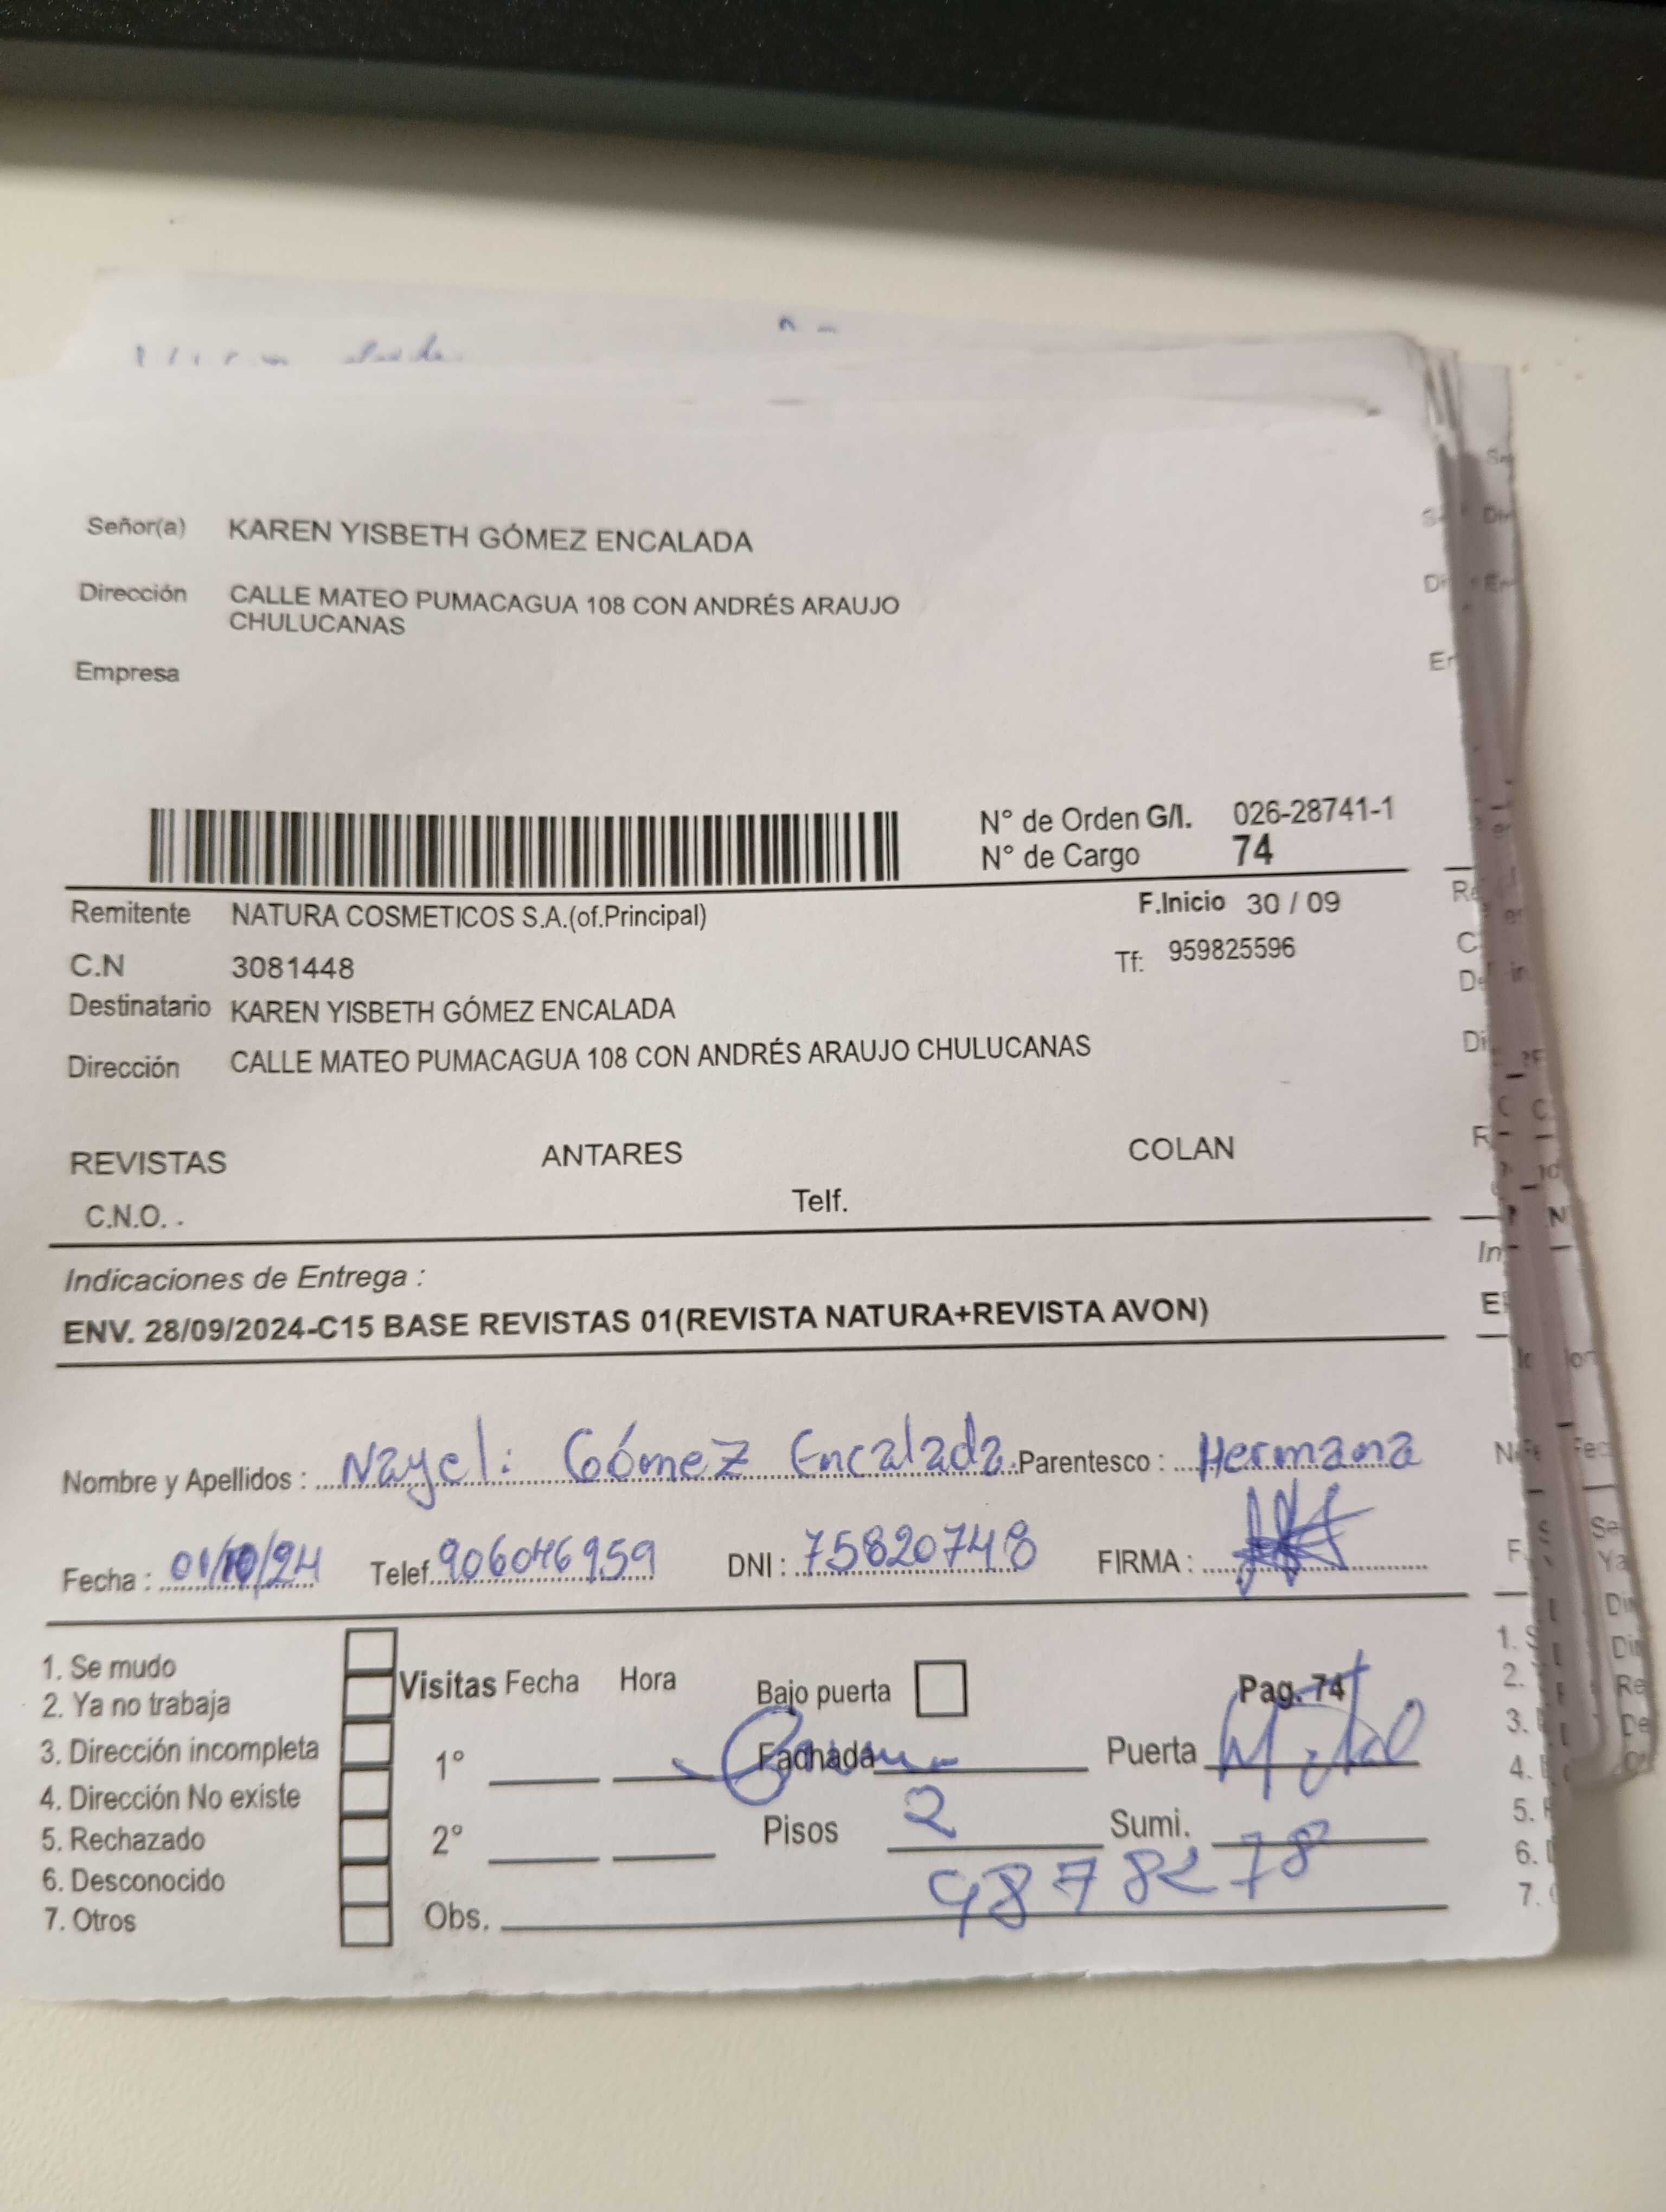 Señor(a) KAREN YISBETH GÓMEZ ENCALADA
Dirección CALLE MATEO PUMACAGUA 108 CON ANDRÉS ARAUJO
CHULUCANAS
Empresa
N° de Orden G/I. 026-28741-1
N° de Cargo 74
Remitente NATURA COSMETICOS S.A.(of.Principal) F.Inicio 30 / 09
C.N 3081448 Tf: 959825596
Destinatario KAREN YISBETH GÓMEZ ENCALADA
Dirección CALLE MATEO PUMACAGUA 108 CON ANDRÉS ARAUJO CHULUCANAS
REVISTAS ANTARES COLAN
C.N.O. . Telf.
Indicaciones de Entrega :
ENV. 28/09/2024-C15 BASE REVISTAS 01(REVISTA NATURA+REVISTA AVON)
Nombre y Apellidos : Nayeli Gómez Encalada Parentesco : Hermana
Fecha : 01/10/24 Telef. 906046959 DNI : 75820748 FIRMA :
1. Se mudo
2. Ya no trabaja Visitas Fecha Hora Bajo puerta Pag. 74
3. Dirección incompleta 1° Fachada Puerta Metal
4. Dirección No existe
5. Rechazado 2° Pisos 2 Sumi. 9878278
6. Desconocido
7. Otros Obs.